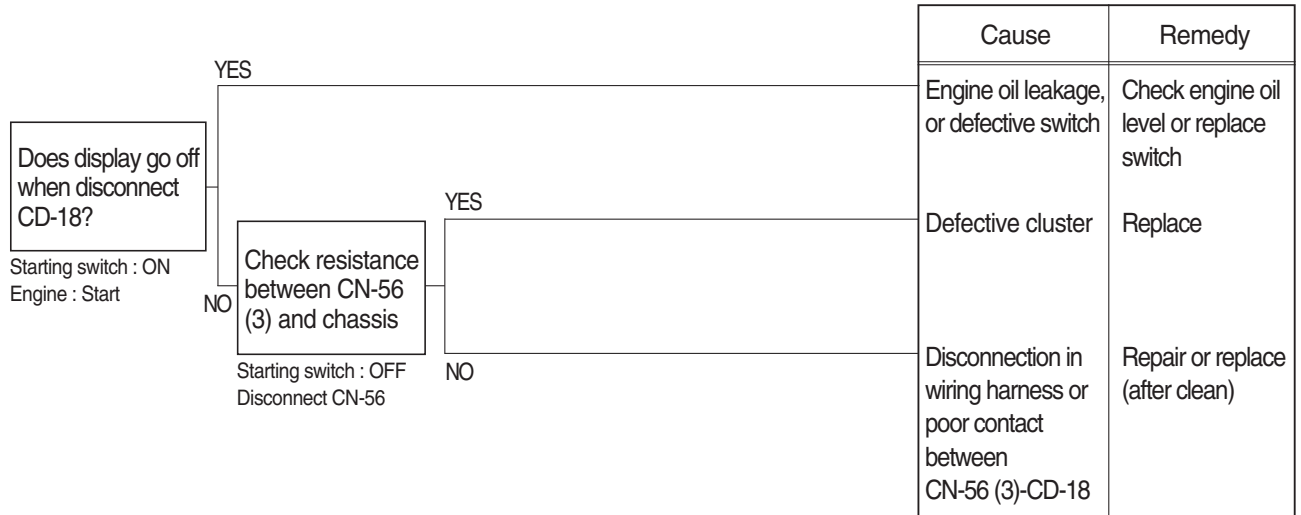 Does display go off
when disconnect
CD-18?
Starting switch : ON
Engine : Start
YES
NO
Check resistance
between CN-56
(3) and chassis
Starting switch : OFF
Disconnect CN-56
YES
NO
Cause
Remedy
Engine oil leakage,
or defective switch
Check engine oil
level or replace
switch
Defective cluster
Replace
Disconnection in
wiring harness or
poor contact
between
CN-56 (3)-CD-18
Repair or replace
(after clean)